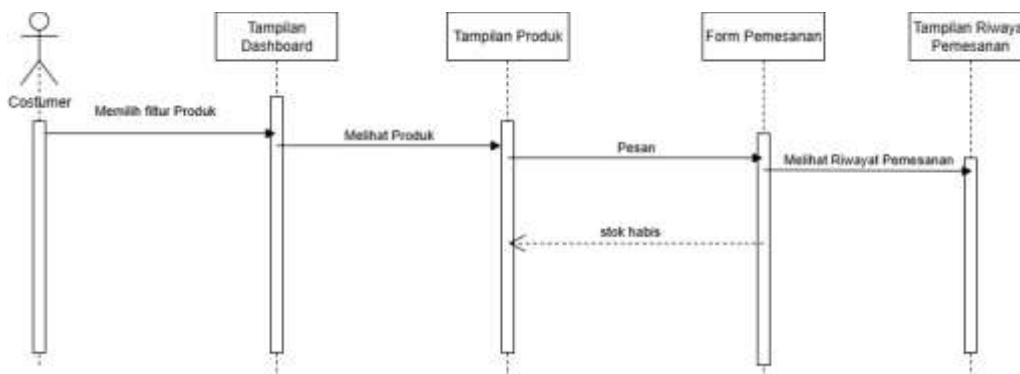 Tampilan
Dashboard
Tampilan Produk
Form Pemesanan
Tampilan Riwaya
Pemesanan
Costumer
Memilih fiitur Produk
Melihat Produk
Pesan
Melihat Riwayat Pemesanan
stok habis